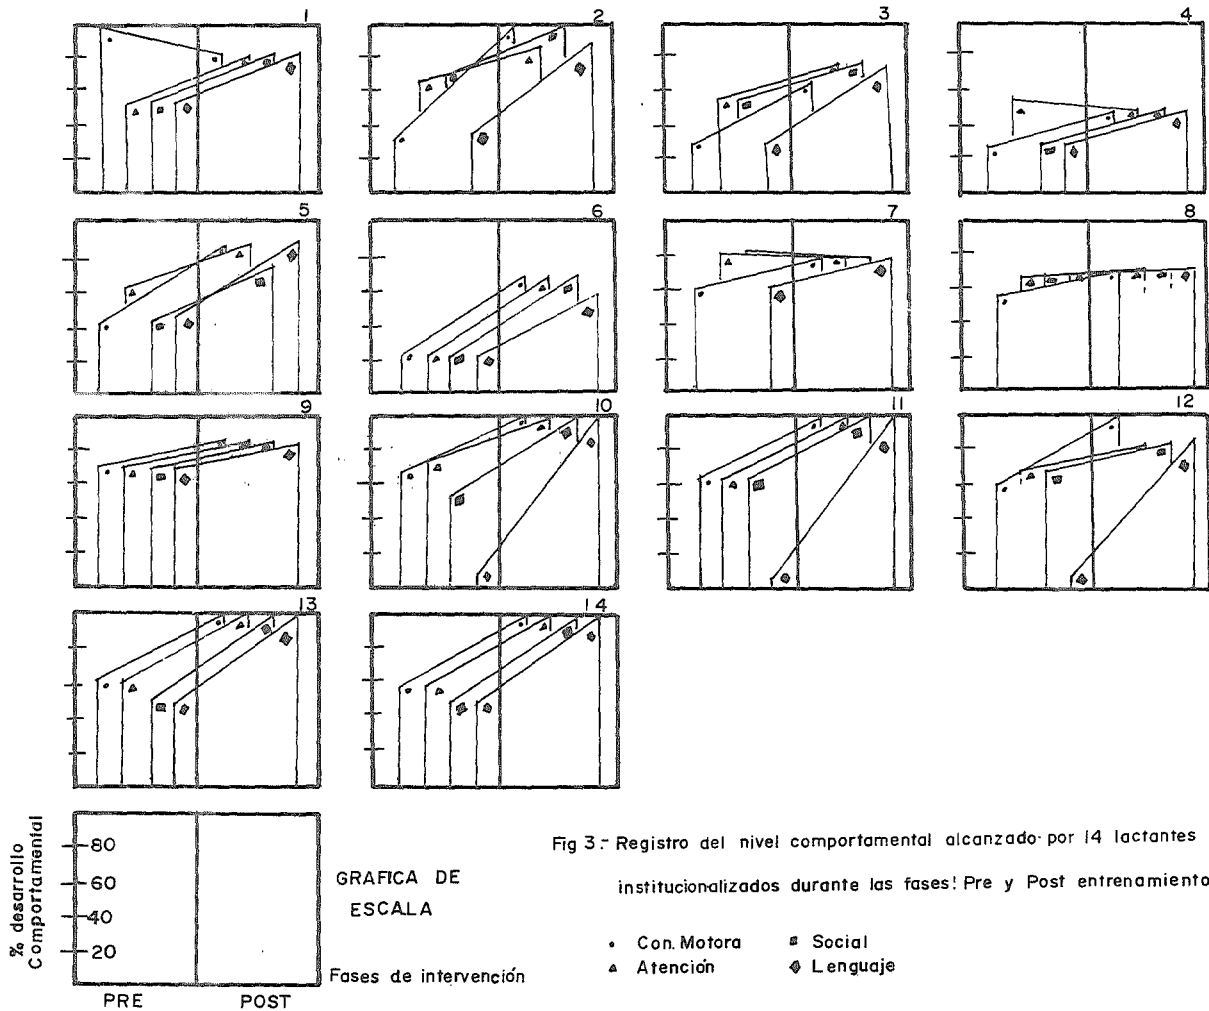 1 2 3 4
5 6 7 8
9 10 11 12
13 14
% desarrollo
Comportamental
80
60
40
20
PRE POST
GRAFICA DE
ESCALA
Fases de intervención
Fig 3.- Registro del nivel comportamental alcanzado por 14 lactantes
institucionalizados durante las fases: Pre y Post entrenamiento
Con. Motora Social
Atención Lenguaje